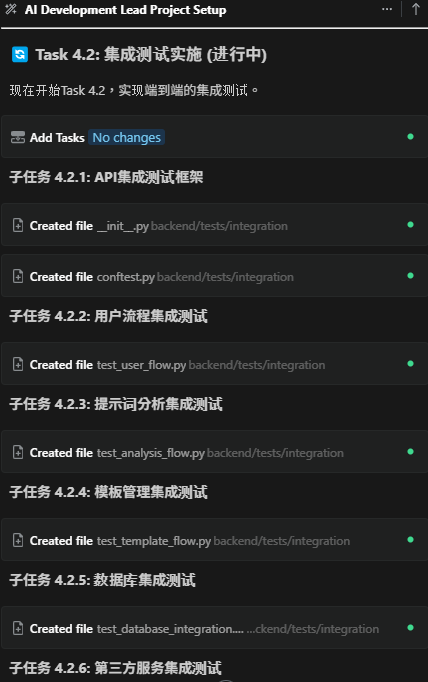 AI Development Lead Project Setup
Task 4.2: 集成测试实施 (进行中)
现在开始Task 4.2，实现端到端的集成测试。
Add Tasks No changes
子任务 4.2.1: API集成测试框架
Created file __init__.py backend/tests/integration
Created file conftest.py backend/tests/integration
子任务 4.2.2: 用户流程集成测试
Created file test_user_flow.py backend/tests/integration
子任务 4.2.3: 提示词分析集成测试
Created file test_analysis_flow.py backend/tests/integration
子任务 4.2.4: 模板管理集成测试
Created file test_template_flow.py backend/tests/integration
子任务 4.2.5: 数据库集成测试
Created file test_database_integration.... ...ckend/tests/integration
子任务 4.2.6: 第三方服务集成测试